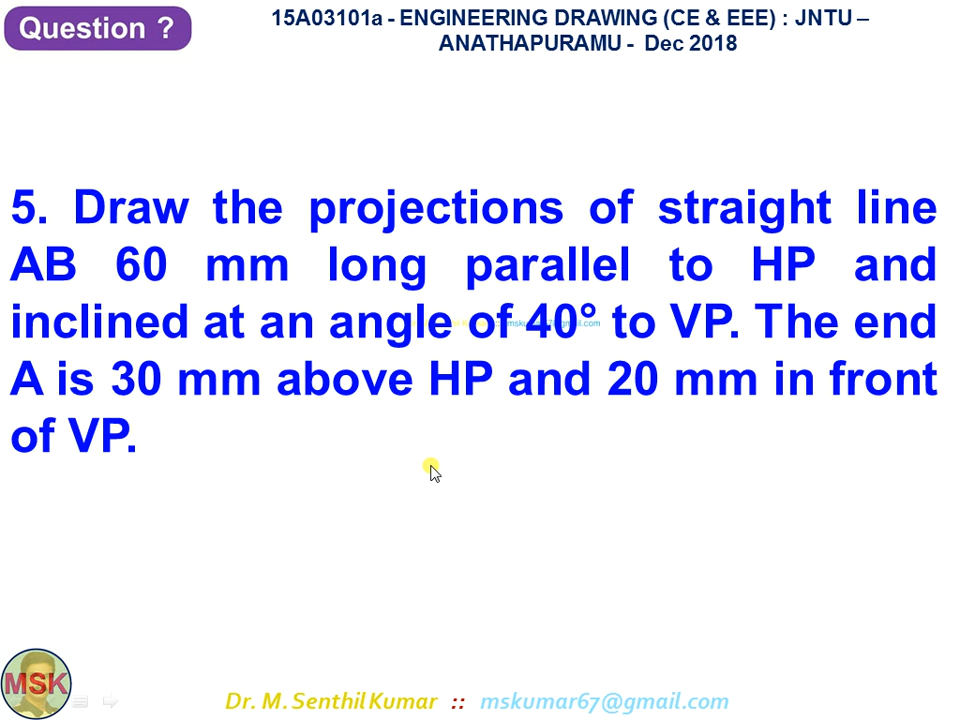 Question ?
15A03101a - ENGINEERING DRAWING (CE & EEE) : JNTU –
ANATHAPURAMU - Dec 2018
5. Draw the projections of straight line
AB 60 mm long parallel to HP and
inclined at an angle of 40° to VP. The end
A is 30 mm above HP and 20 mm in front
of VP.
MSK
Dr. M. Senthil Kumar :: mskumar67@gmail.com